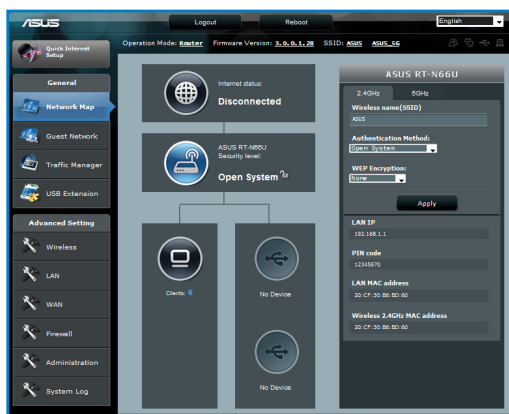 ASUS
Logout
Reboot
English
Quick Internet Setup
Operation Mode: Router Firmware Version: 3.0.0.1.28 SSID: ASUS ASUS_5G
General
Network Map
Guest Network
Traffic Manager
USB Extension
Advanced Setting
Wireless
LAN
WAN
Firewall
Administration
System Log
Internet status:
Disconnected
ASUS RT-N66U
Security level:
Open System
Clients: 6
No Device
No Device
ASUS RT-N66U
2.4GHz 5GHz
Wireless name(SSID)
ASUS
Authentication Method:
Open System
WEP Encryption:
None
Apply
LAN IP
192.168.1.1
PIN code
12345670
LAN MAC address
20:CF:30:B6:BD:60
Wireless 2.4GHz MAC address
20:CF:30:B6:BD:60